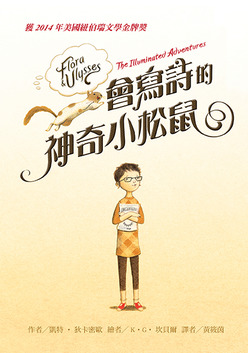 獲2014年美國紐伯瑞文學金牌獎
Flora
& Ulysses
The Illuminated Adventures
會寫詩的
神奇小松鼠
作者／凱特・狄卡密歐 繪者／K・G・坎貝爾 譯者／黃筱茵